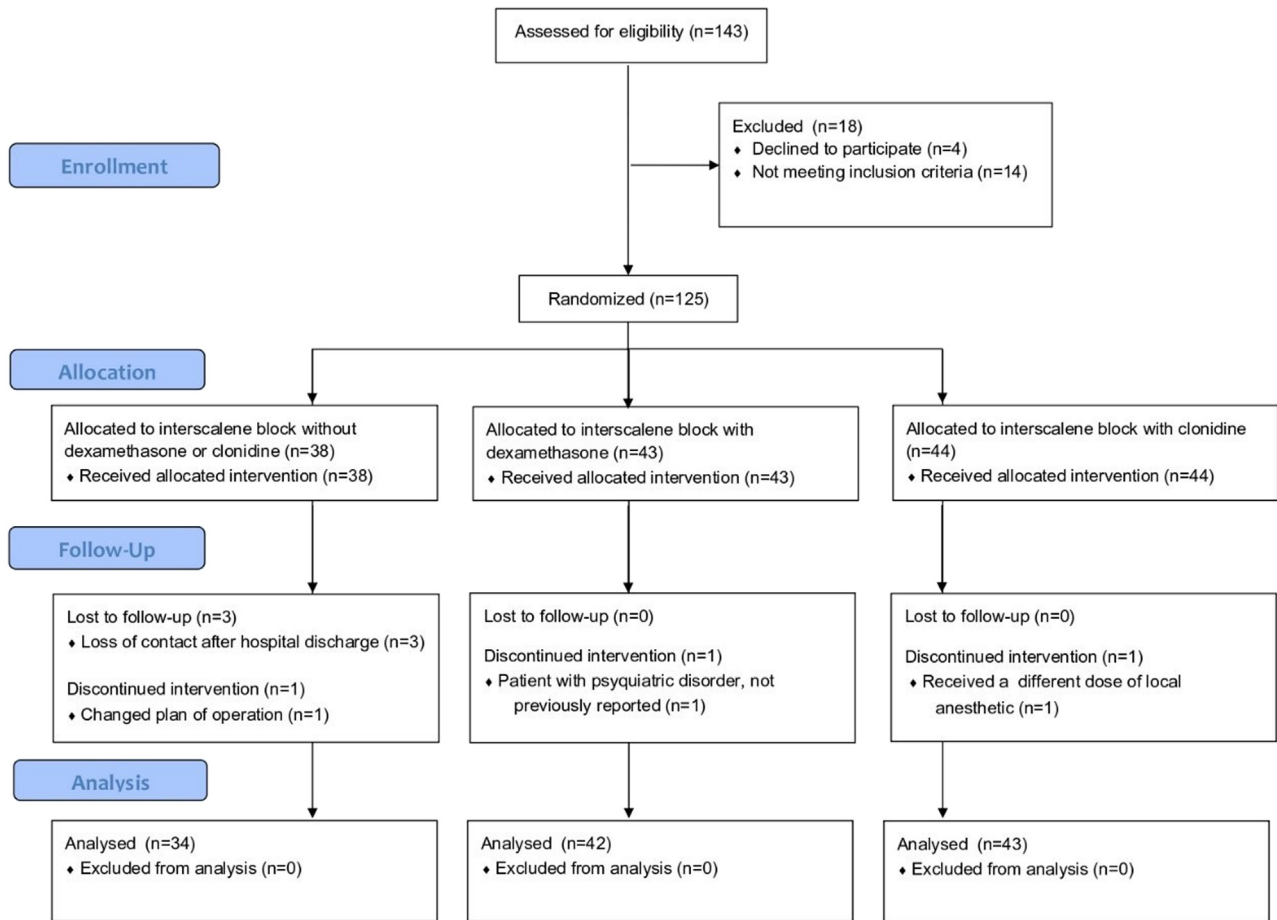 Assessed for eligibility (n=143)
Enrollment
Excluded (n=18)
♦ Declined to participate (n=4)
♦ Not meeting inclusion criteria (n=14)
Randomized (n=125)
Allocation
Allocated to interscalene block without
dexamethasone or clonidine (n=38)
♦ Received allocated intervention (n=38)
Allocated to interscalene block with
dexamethasone (n=43)
♦ Received allocated intervention (n=43)
Allocated to interscalene block with clonidine
(n=44)
♦ Received allocated intervention (n=44)
Follow-Up
Lost to follow-up (n=3)
♦ Loss of contact after hospital discharge (n=3)
Discontinued intervention (n=1)
♦ Changed plan of operation (n=1)
Lost to follow-up (n=0)
Discontinued intervention (n=1)
♦ Patient with psyquiatric disorder, not
previously reported (n=1)
Lost to follow-up (n=0)
Discontinued intervention (n=1)
♦ Received a different dose of local
anesthetic (n=1)
Analysis
Analysed (n=34)
♦ Excluded from analysis (n=0)
Analysed (n=42)
♦ Excluded from analysis (n=0)
Analysed (n=43)
♦ Excluded from analysis (n=0)